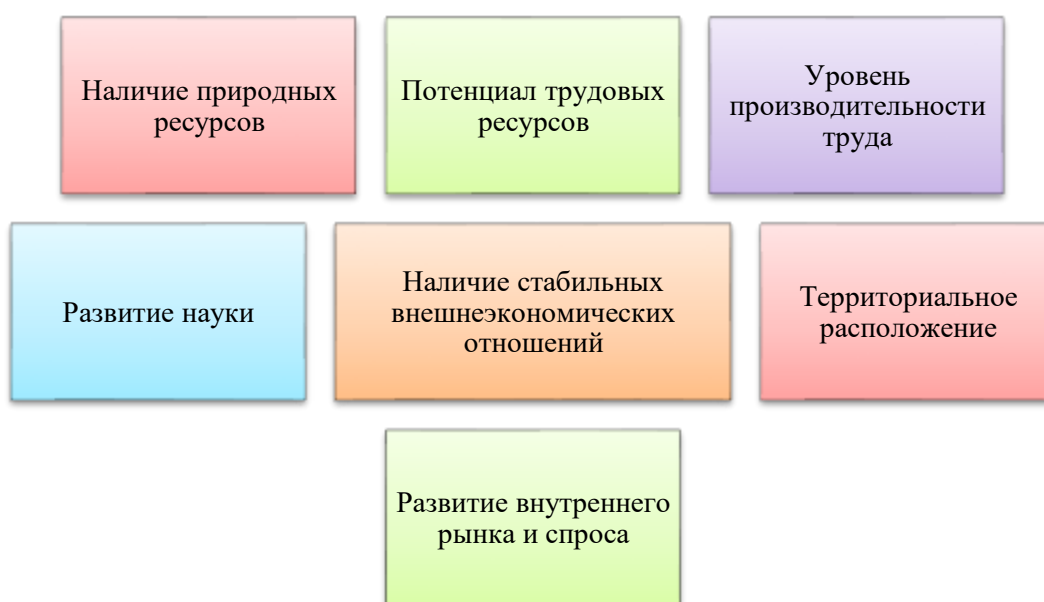 Наличие природных
ресурсов
Потенциал трудовых
ресурсов
Уровень
производительности
труда
Развитие науки
Наличие стабильных
внешнеэкономических
отношений
Территориальное
расположение
Развитие внутреннего
рынка и спроса